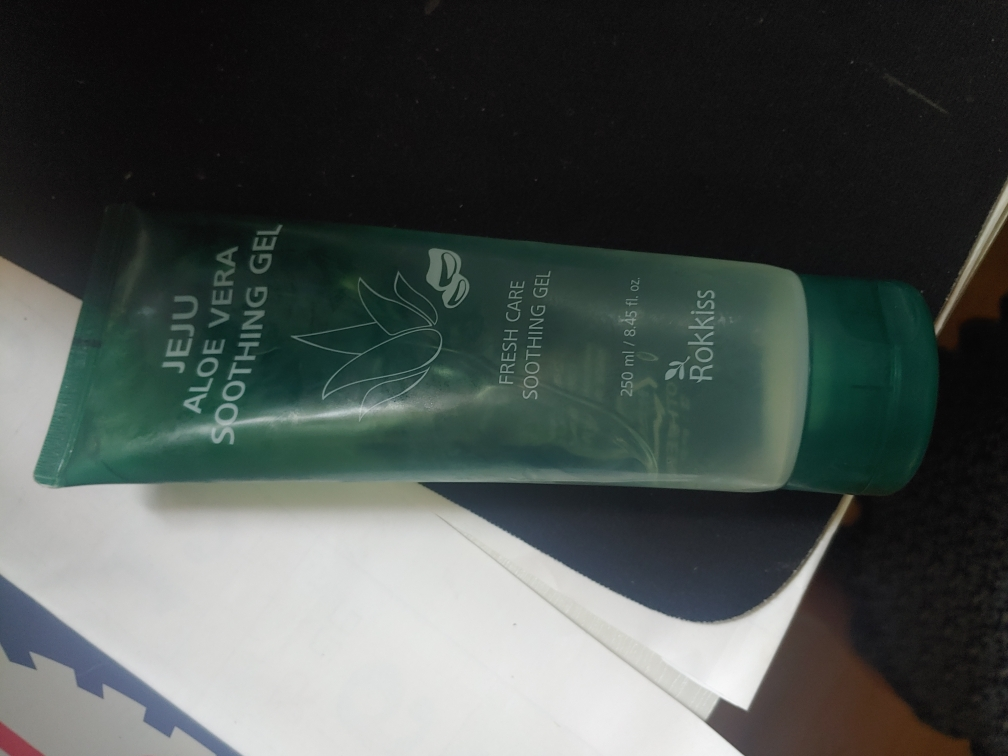 JEJU
ALOE VERA
SOOTHING GEL
FRESH CARE
SOOTHING GEL
250 ml / 8.45 fl. oz.
Rokkiss